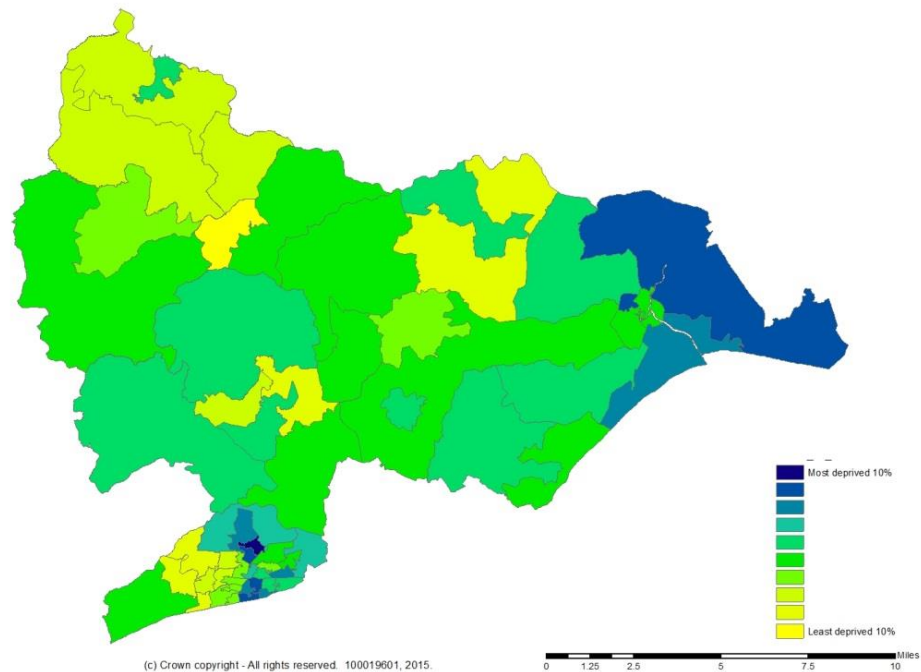 Most deprived 10%
Least deprived 10%
Miles
0 1.25 2.5 5 7.5 10
(c) Crown copyright - All rights reserved. 100019601, 2015.